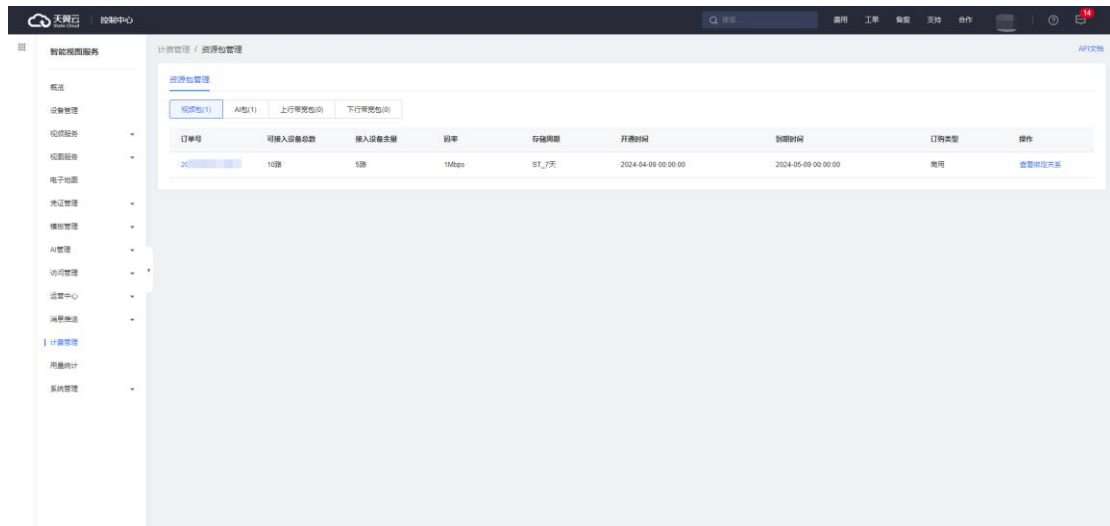 天翼云 控制中心 搜索 费用 工单 备案 支持 合作 14
State Cloud
智能视图服务
计费管理 / 资源包管理 API文档
资源包管理
概览
设备管理
视频服务
视图服务
电子地图
凭证管理
模板管理
AI管理
访问管理
运营中心
消息推送
计费管理
用量统计
系统管理
视频包(1) AI包(1) 上行带宽包(0) 下行带宽包(0)
订单号 可接入设备总数 接入设备余量 码率 存储周期 开通时间 到期时间 订购类型 操作
20 10路 5路 1Mbps ST_7天 2024-04-09 00:00:00 2024-05-09 00:00:00 商用 查看绑定关系